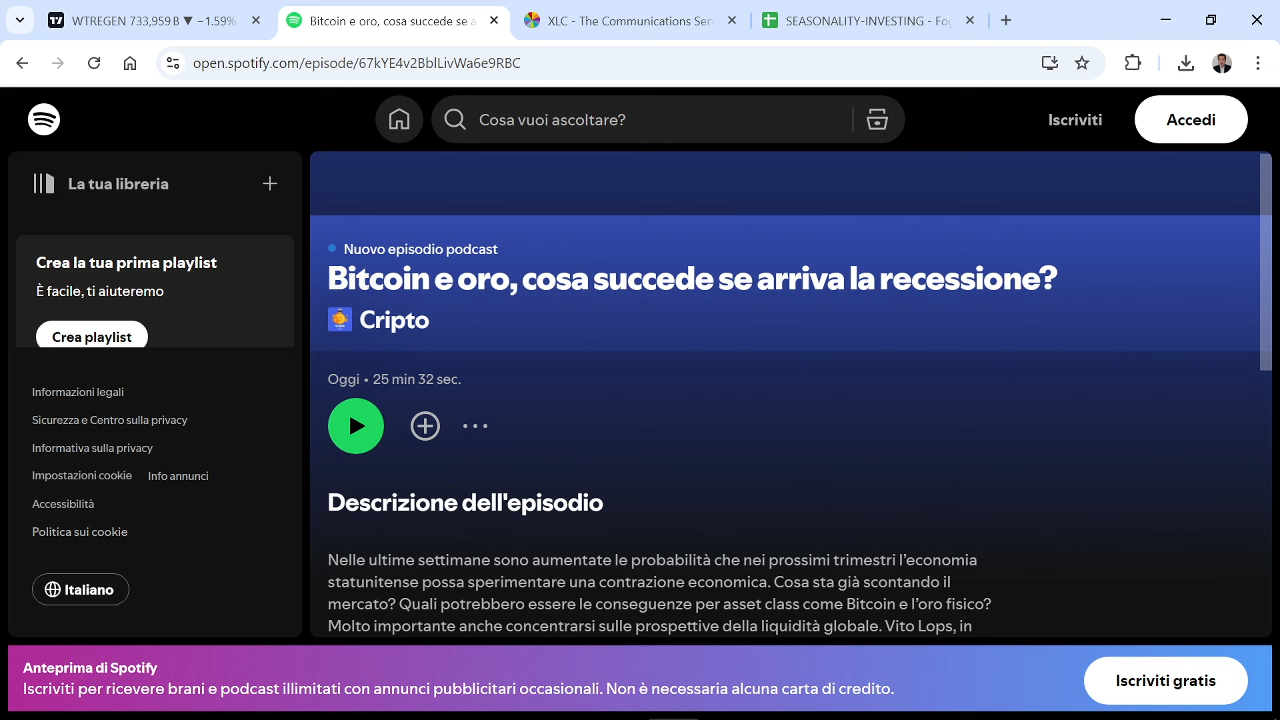 WTREGEN 733,959 B ▼ −1.59%
Bitcoin e oro, cosa succede se a
XLC - The Communications Serv
SEASONALITY-INVESTING - Fog
open.spotify.com/episode/67kYE4v2BblLivWa6e9RBC
Cosa vuoi ascoltare?
Iscriviti
Accedi
La tua libreria
Crea la tua prima playlist
È facile, ti aiuteremo
Crea playlist
Informazioni legali
Sicurezza e Centro sulla privacy
Informativa sulla privacy
Impostazioni cookie Info annunci
Accessibilità
Politica sui cookie
Italiano
Nuovo episodio podcast
Bitcoin e oro, cosa succede se arriva la recessione?
Cripto
Oggi • 25 min 32 sec.
Descrizione dell'episodio
Nelle ultime settimane sono aumentate le probabilità che nei prossimi trimestri l’economia
statunitense possa sperimentare una contrazione economica. Cosa sta già scontando il
mercato? Quali potrebbero essere le conseguenze per asset class come Bitcoin e l’oro fisico?
Molto importante anche concentrarsi sulle prospettive della liquidità globale. Vito Lops, in
Anteprima di Spotify
Iscriviti per ricevere brani e podcast illimitati con annunci pubblicitari occasionali. Non è necessaria alcuna carta di credito.
Iscriviti gratis